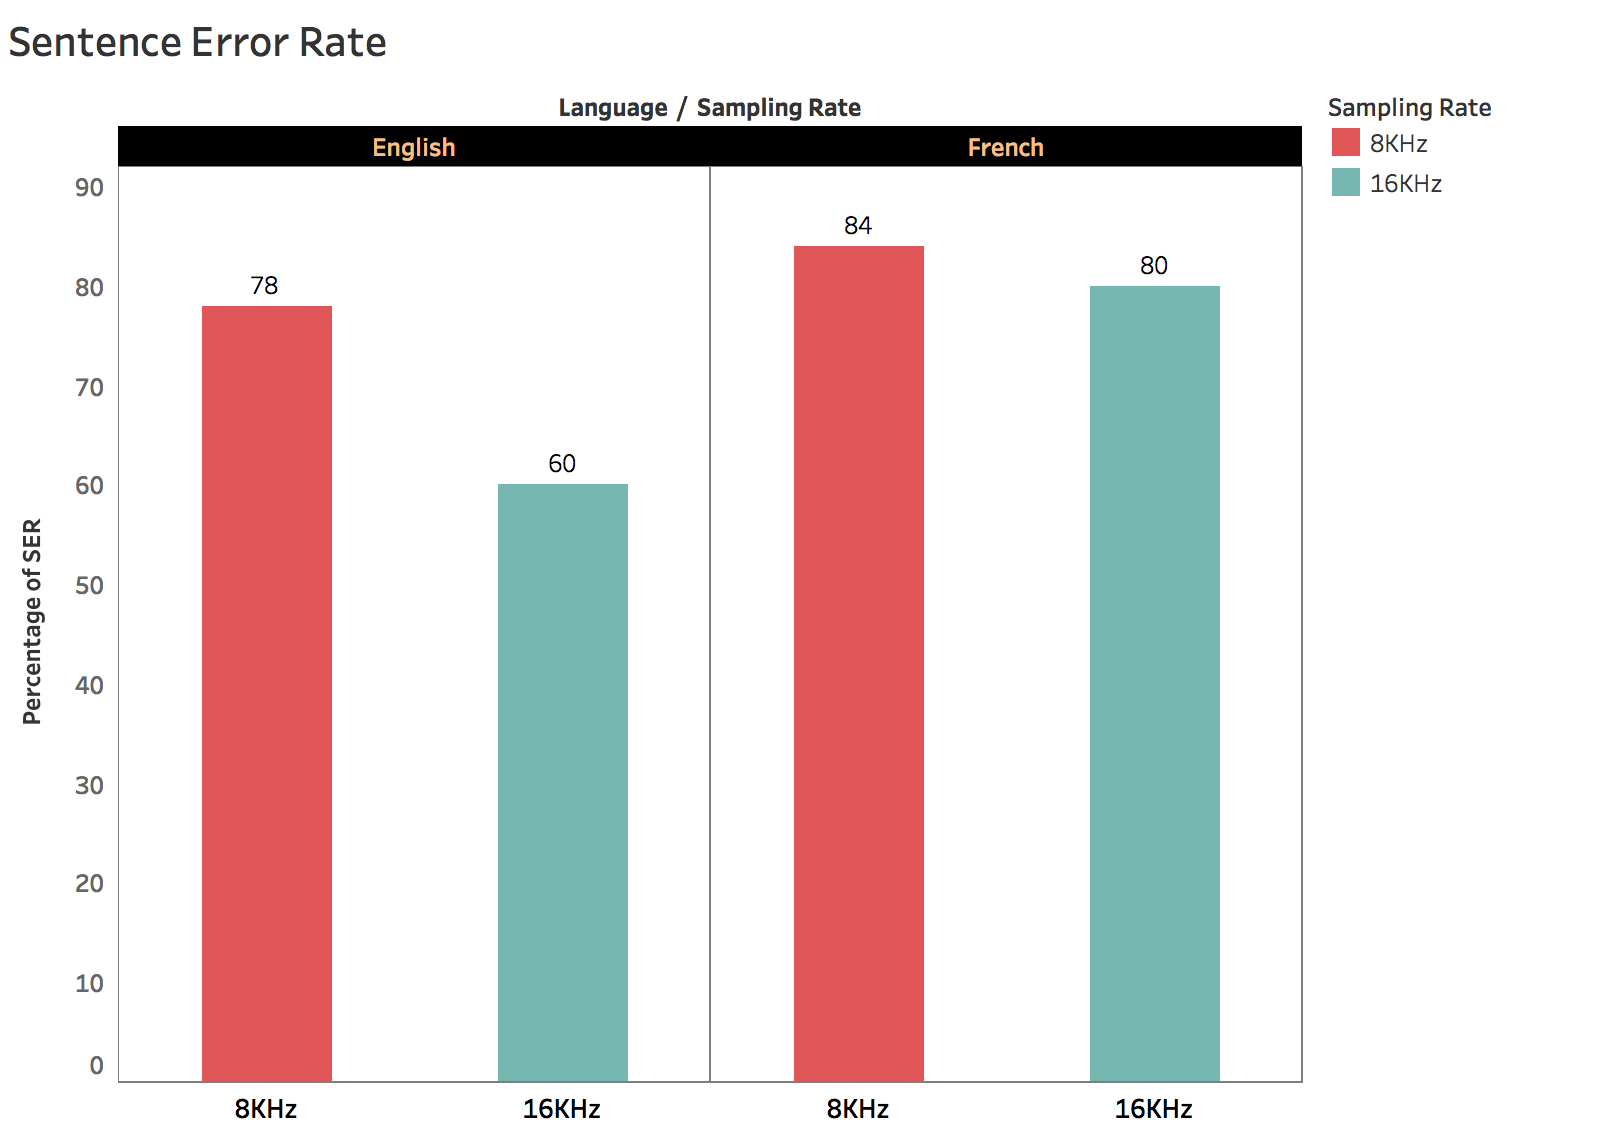 Sentence Error Rate
Language / Sampling Rate
English French
Sampling Rate
8KHz
16KHz
Percentage of SER
90
80
70
60
50
40
30
20
10
0
78
60
84
80
8KHz 16KHz 8KHz 16KHz